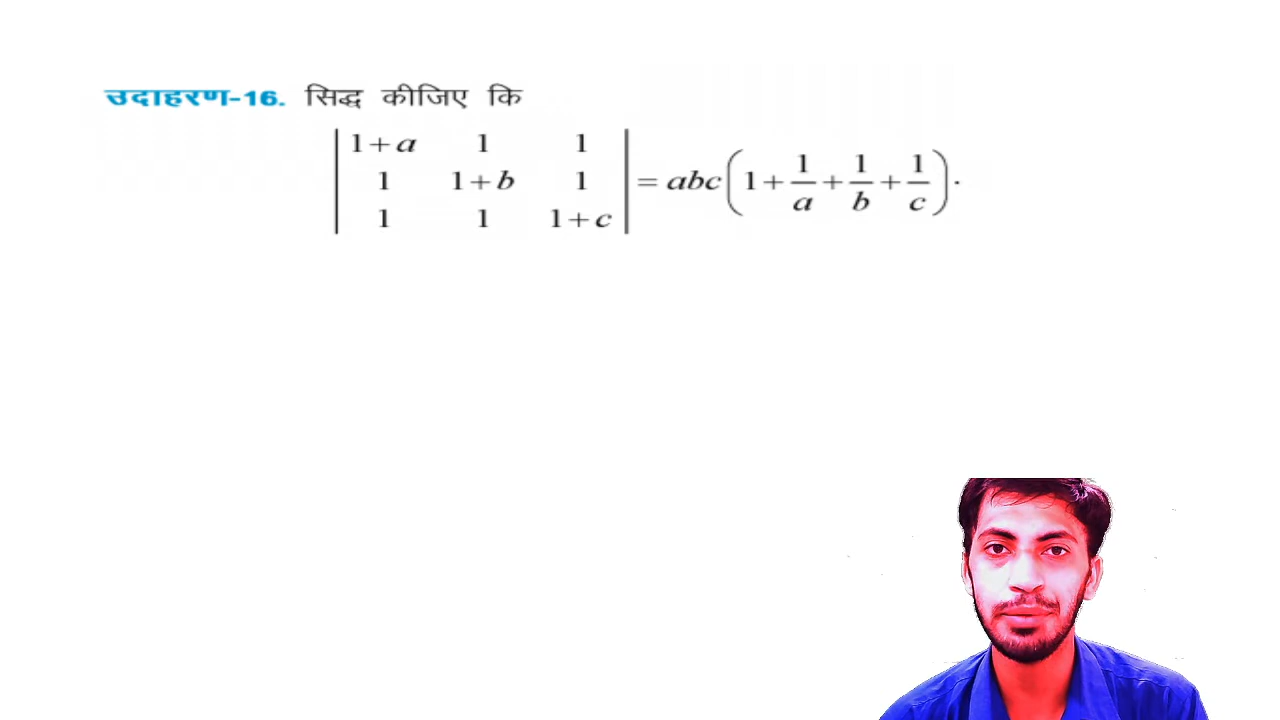 उदाहरण-16. सिद्ध कीजिए कि
| 1+a 1 1 |
| 1 1+b 1 | = abc(1 + 1/a + 1/b + 1/c).
| 1 1 1+c |